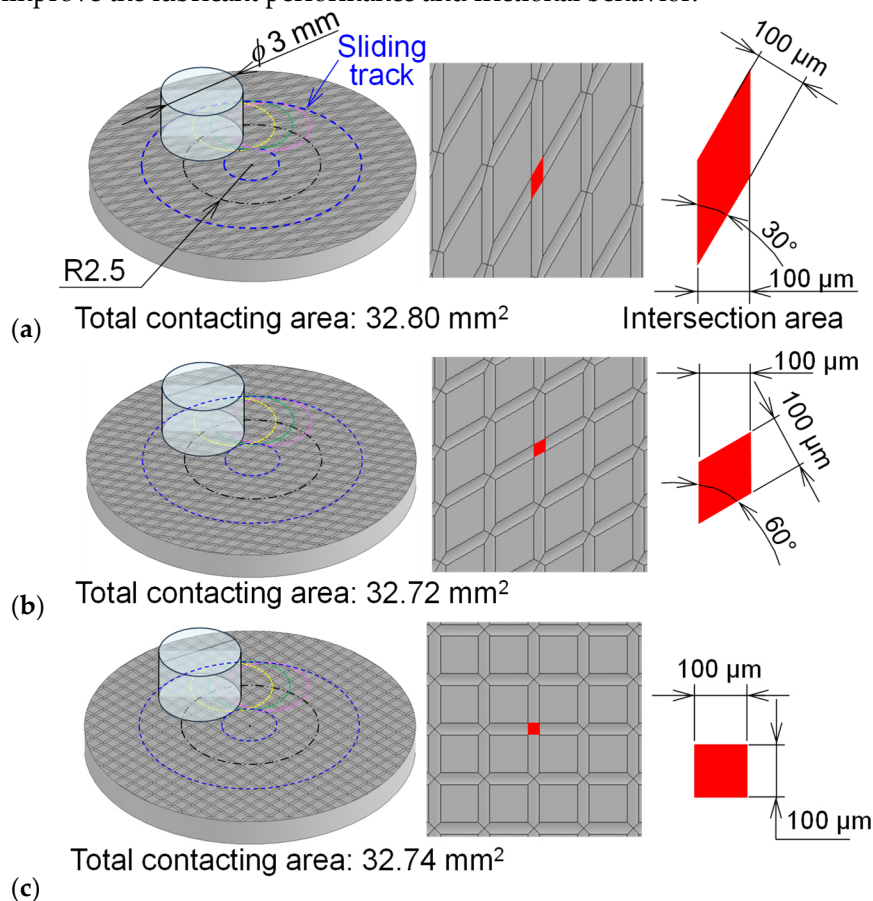 improve the lubricant performance and frictional behavior.
ϕ 3 mm
Sliding
track
R2.5
100 µm
30°
100 µm
(a) Total contacting area: 32.80 mm² Intersection area
100 µm
100 µm
60°
(b) Total contacting area: 32.72 mm²
100 µm
100 µm
Total contacting area: 32.74 mm²
(c)